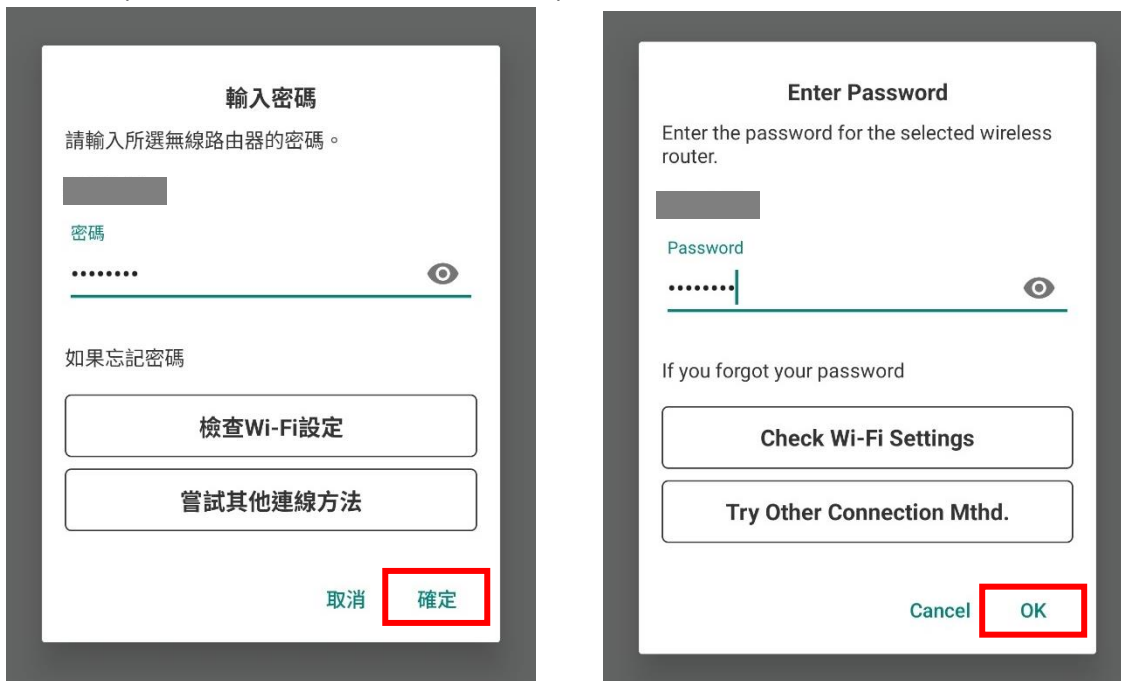 輸入密碼
請輸入所選無線路由器的密碼。
密碼
••••••••
如果忘記密碼
檢查Wi-Fi設定
嘗試其他連線方法
取消 確定
Enter Password
Enter the password for the selected wireless
router.
Password
••••••••
If you forgot your password
Check Wi-Fi Settings
Try Other Connection Mthd.
Cancel OK